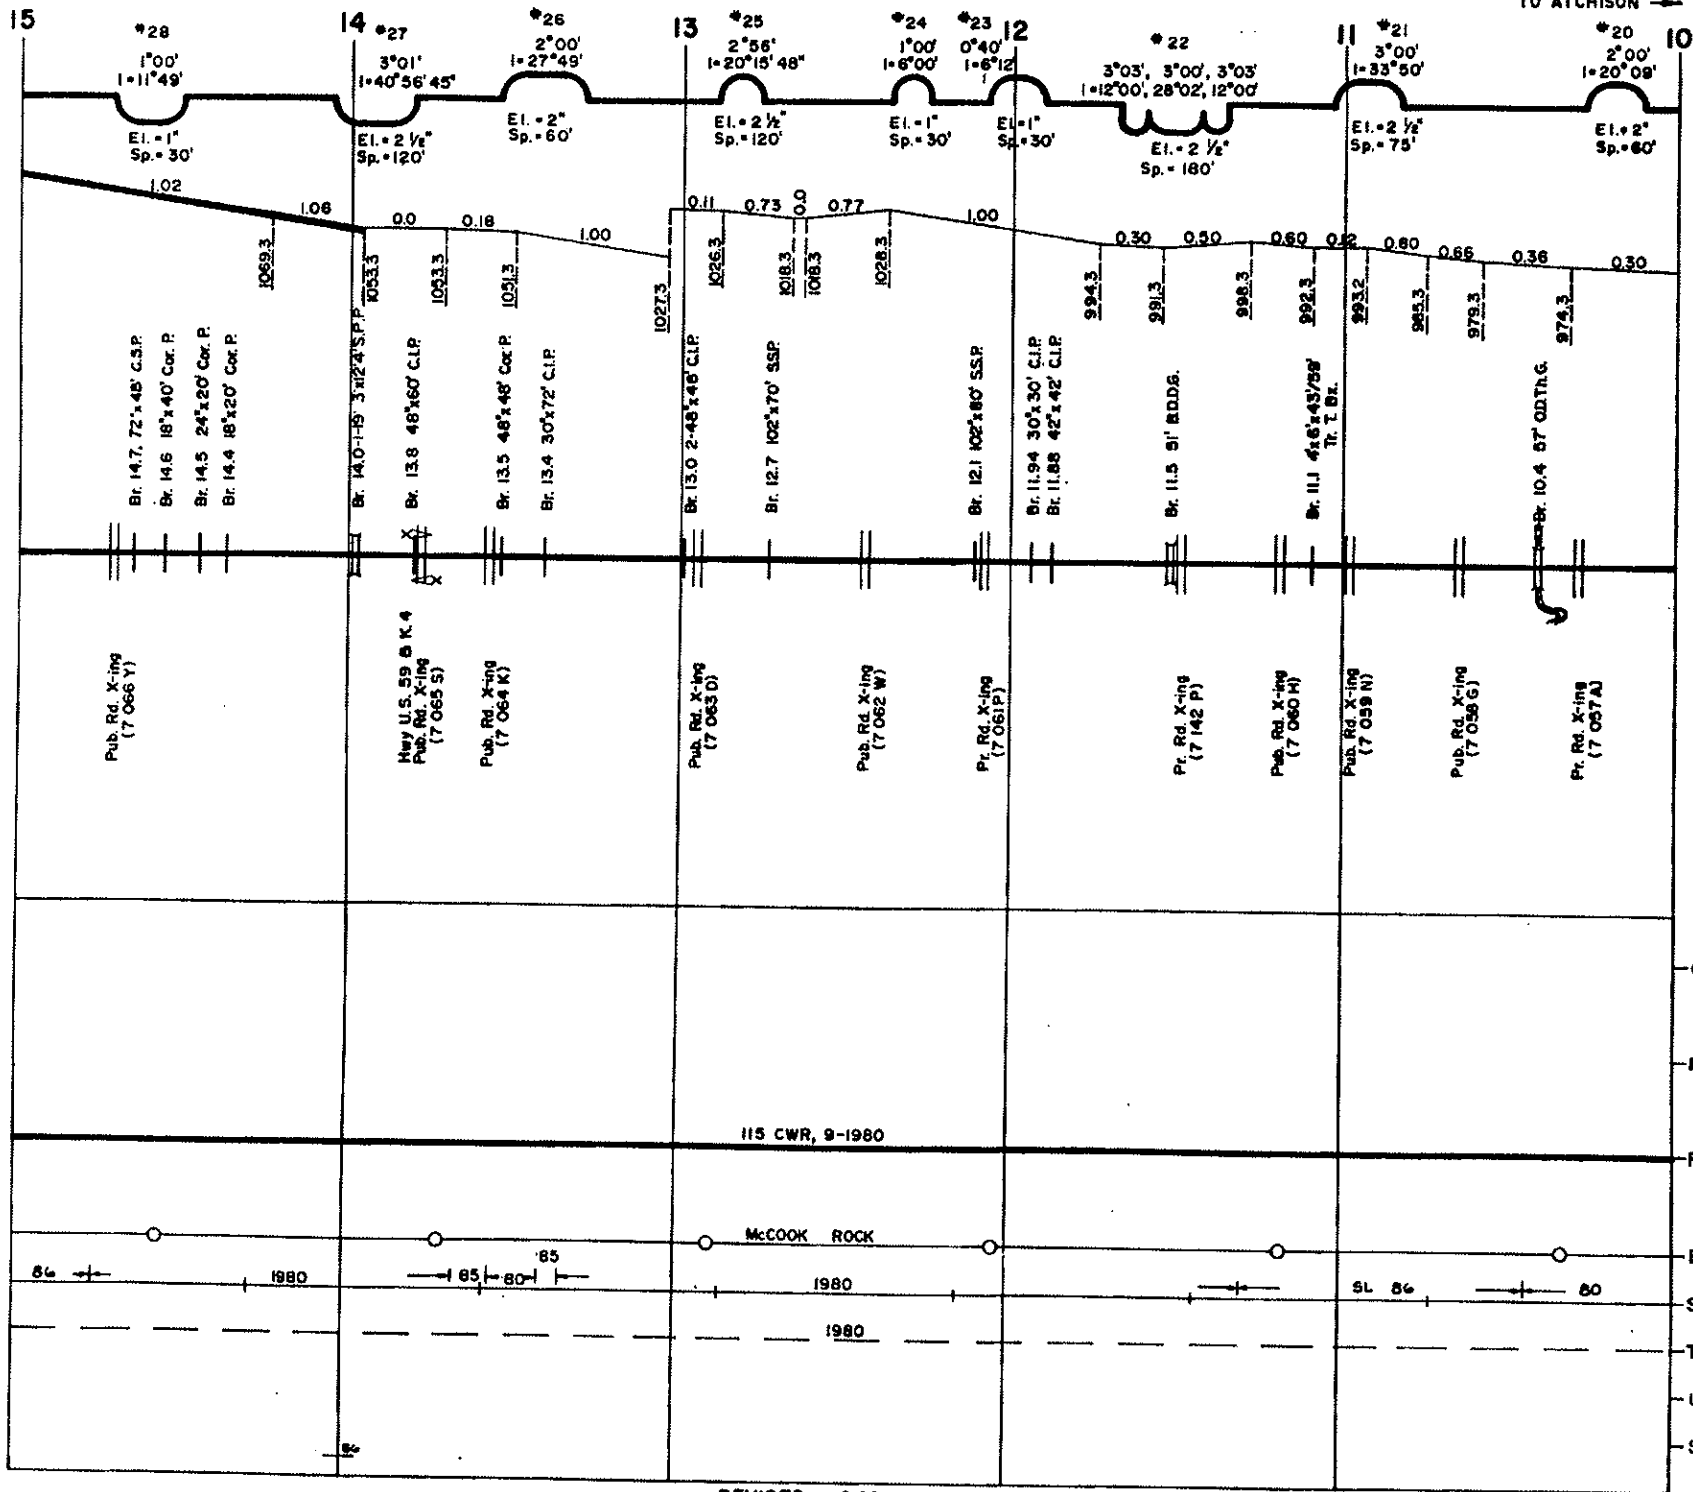 TO ATCHISON
15 14 13 12 11 10
#28
1°00'
I=11°49'
El.=1"
Sp.=30'
#27
3°01'
I=40°56'45"
El.=2 1/2"
Sp.=120'
#26
2°00'
I=27°49'
El.=2"
Sp.=60'
#25
2°56'
I=20°15'48"
El.=2 1/2"
Sp.=120'
#24
1°00'
I=6°00'
El.=1"
Sp.=30'
#23
0°40'
I=6°12'
El.=1"
Sp.=30'
#22
3°03', 3°00', 3°03'
I=12°00', 28°02', 12°00'
El.=2 1/2"
Sp.=180'
#21
3°00'
I=33°50'
El.=2 1/2"
Sp.=75'
#20
2°00'
I=20°09'
El.=2"
Sp.=60'
1.02 1.06 0.0 0.18 1.00 0.11 0.73 0.0 0.77 1.00 0.30 0.50 0.60 0.12 0.80 0.66 0.36 0.30
1069.3 1053.3 1053.3 1051.3 1027.3 1026.3 1018.3 1018.3 1028.3 994.3 991.3 998.3 992.3 993.2 985.3 979.3 974.3
Br. 14.7, 72"x48' C.S.P.
Br. 14.6 18"x40' Cor. P.
Br. 14.5 24"x20' Cor. P.
Br. 14.4 18"x20' Cor. P.
Br. 14.0-1-19' 3'x12'4' S.P.P.
Br. 13.8 48"x60' C.I.P.
Br. 13.5 48"x48' Cor. P.
Br. 13.4 30"x72' C.I.P.
Br. 13.0 2-48"x48' C.I.P.
Br. 12.7 102"x70' S.S.P.
Br. 12.1 102"x80' S.S.P.
Br. 11.94 30"x30' C.I.P.
Br. 11.88 42"x42' C.I.P.
Br. 11.5 51' B.D.D.G.
Br. 11.1 4'x6'x43'/59'
Tr. T. Bx.
Br. 10.4 57' O.D.Th.G.
X
X
Pub. Rd. X-ing
(7 066 Y)
Hwy U.S. 59 & K. 4
Pub. Rd. X-ing
(7 065 S)
Pub. Rd. X-ing
(7 064 K)
Pub. Rd. X-ing
(7 063 D)
Pub. Rd. X-ing
(7 062 W)
Pr. Rd. X-ing
(7 061 P)
Pr. Rd. X-ing
(7 142 P)
Pub. Rd. X-ing
(7 060 H)
Pub. Rd. X-ing
(7 059 N)
Pub. Rd. X-ing
(7 058 G)
Pr. Rd. X-ing
(7 057 A)
115 CWR, 9-1980
McCOOK ROCK
86 1980 85 80 85 1980 SL 86 80
1980
86